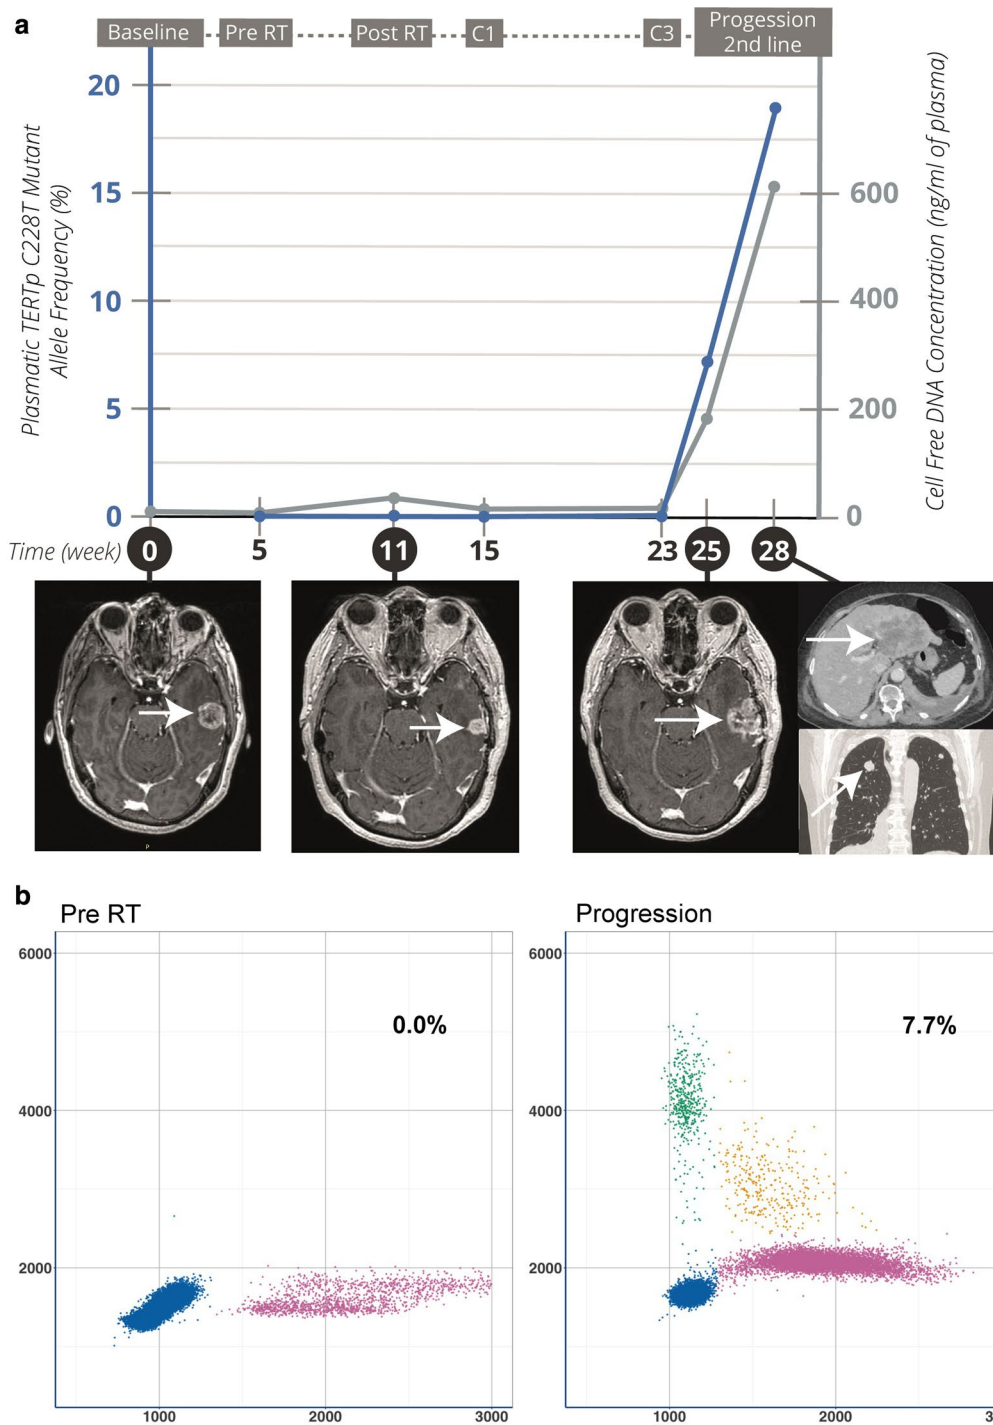 a
Baseline
Pre RT
Post RT
C1
C3
Progession
2nd line
Plasmatic TERTp C228T Mutant
Allele Frequency (%)
20
15
10
5
0
Cell Free DNA Concentration (ng/ml of plasma)
600
400
200
0
Time (week)
0
5
11
15
23
25
28
P
b
Pre RT
6000
4000
2000
0.0%
1000
2000
3000
Progression
6000
4000
2000
7.7%
1000
2000
3